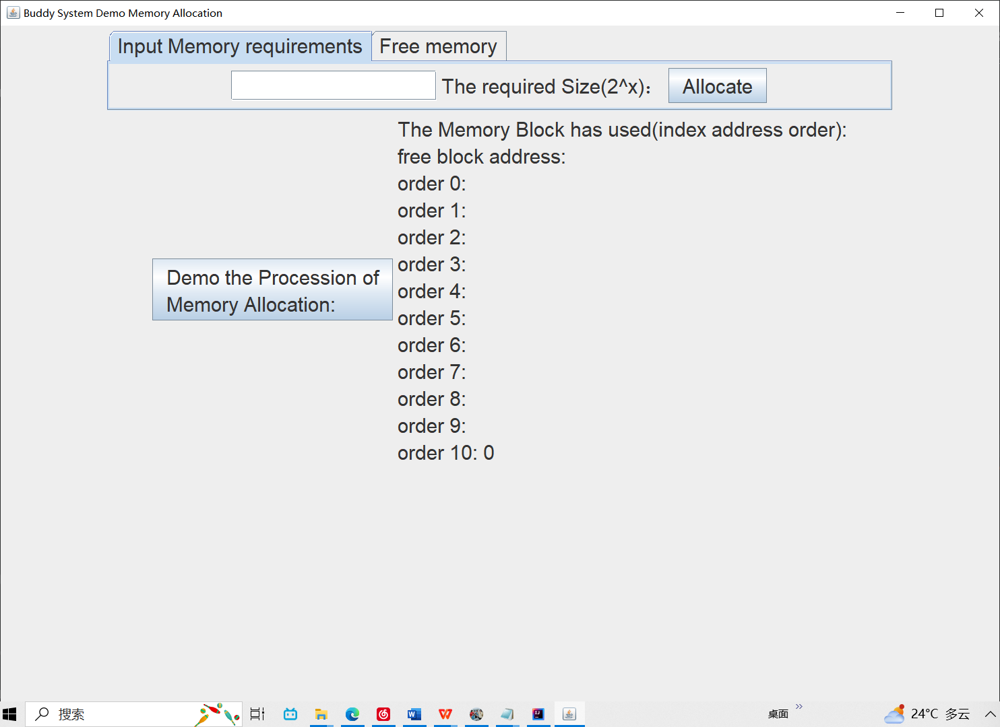 Buddy System Demo Memory Allocation
Input Memory requirements
Free memory
The required Size(2^x)：
Allocate
The Memory Block has used(index address order):
free block address:
order 0:
order 1:
order 2:
order 3:
Demo the Procession of
Memory Allocation:
order 4:
order 5:
order 6:
order 7:
order 8:
order 9:
order 10: 0
搜索
桌面
24°C 多云